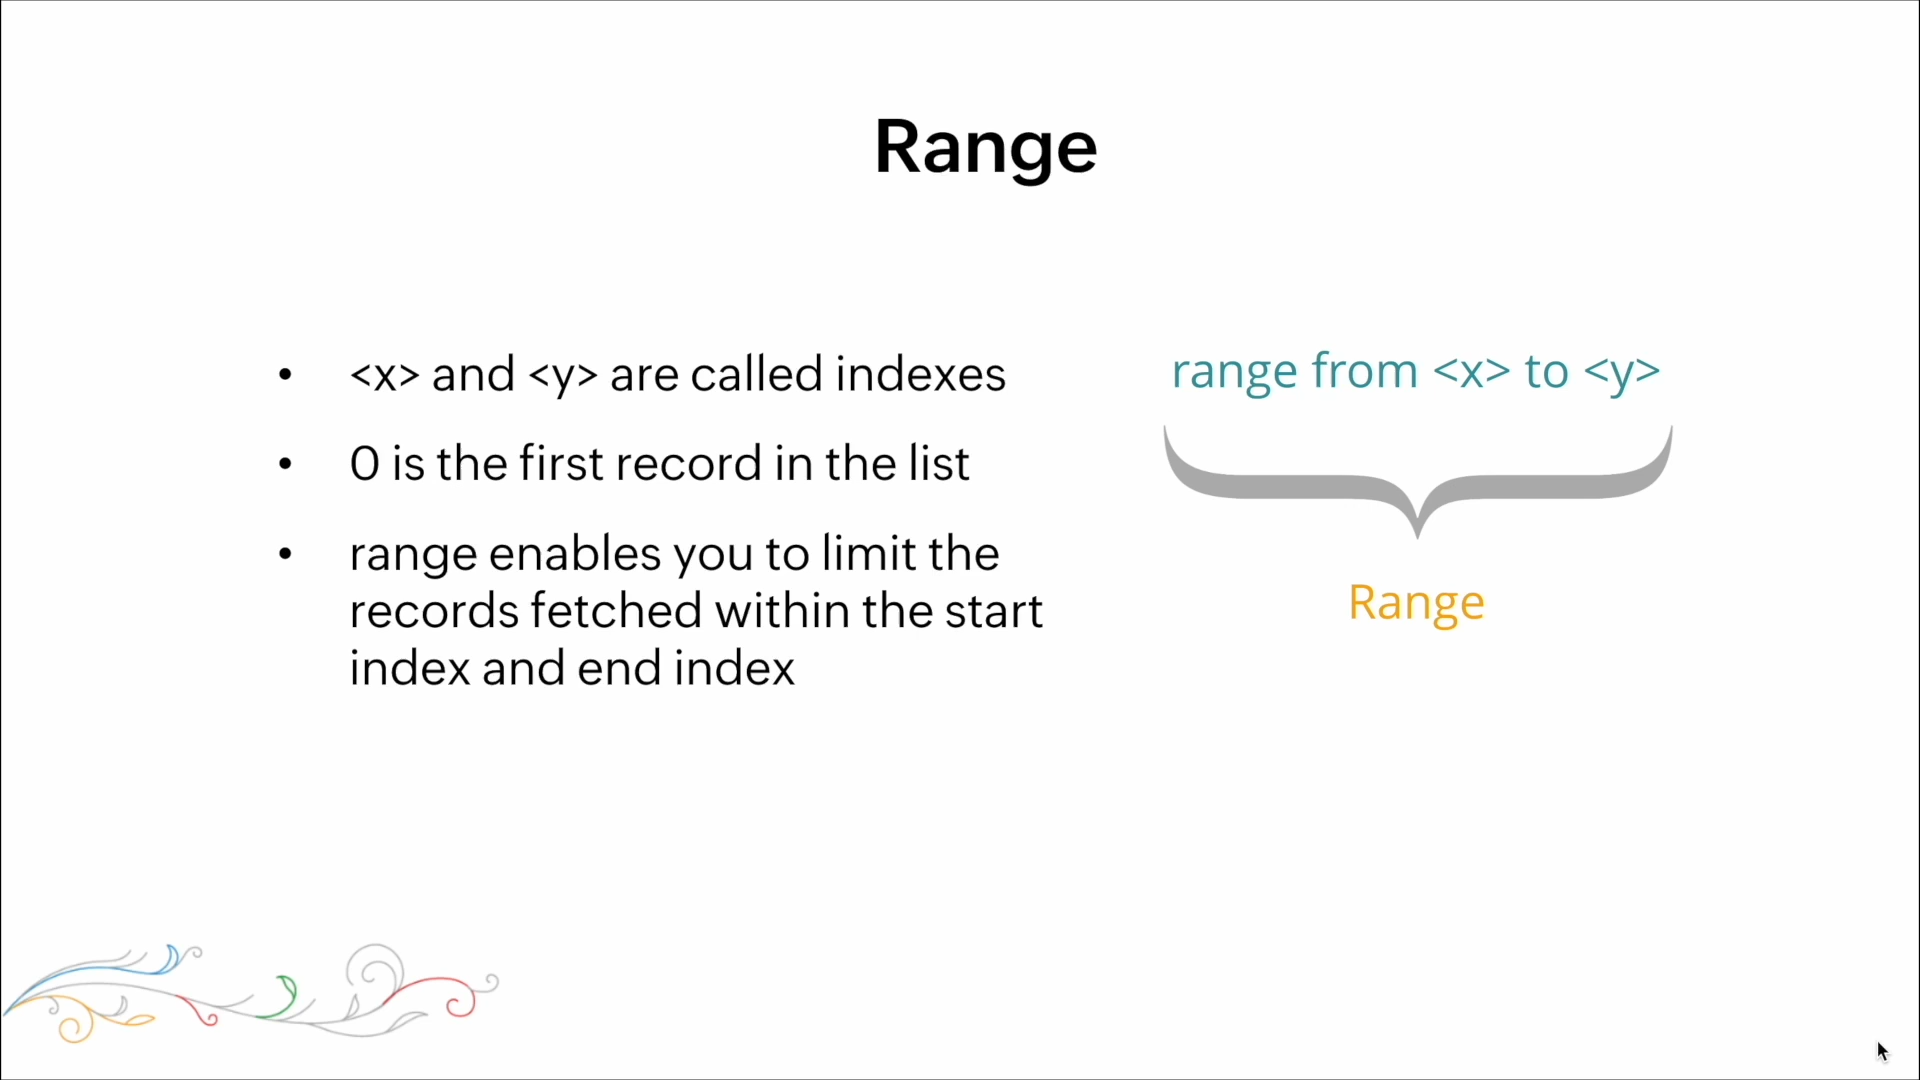 Range
• <x> and <y> are called indexes
• 0 is the first record in the list
• range enables you to limit the
records fetched within the start
index and end index
range from <x> to <y>
Range